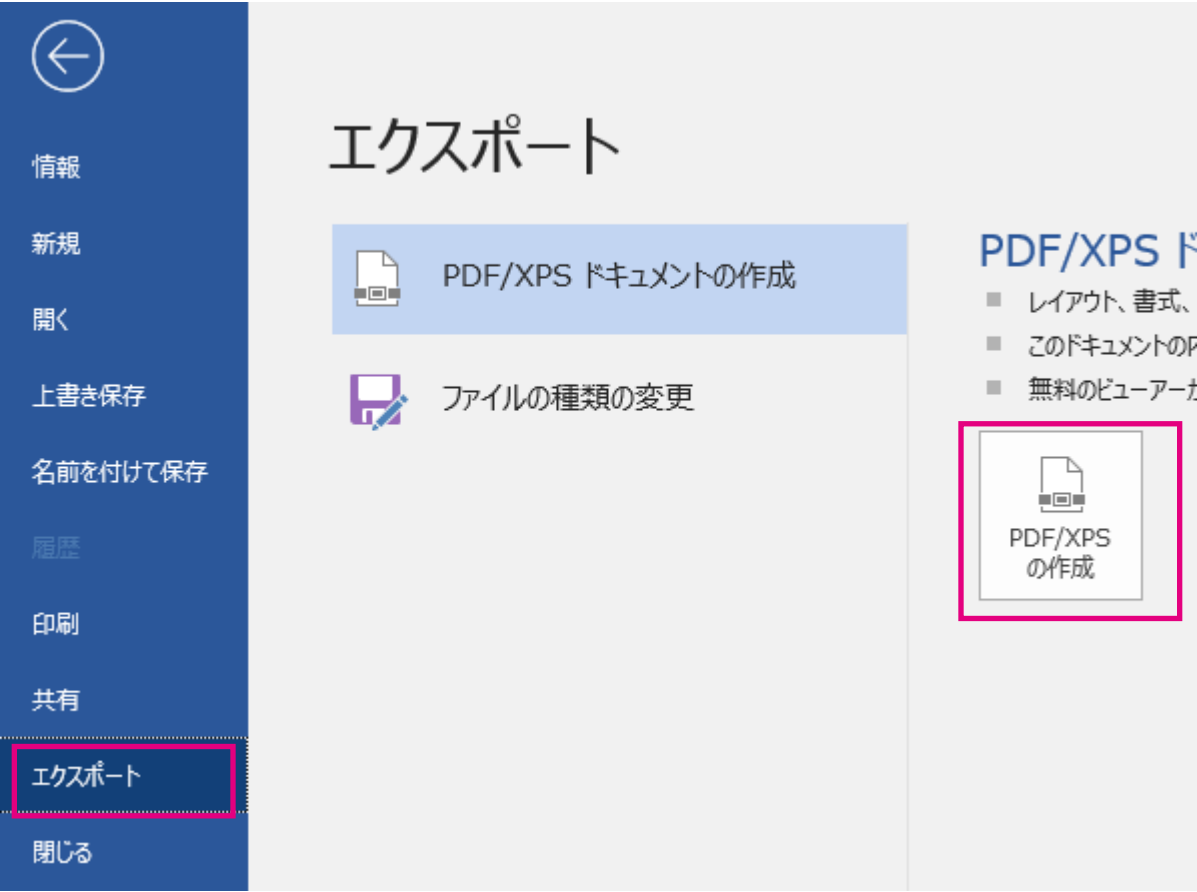 情報
新規
開く
上書き保存
名前を付けて保存
履歴
印刷
共有
エクスポート
閉じる
エクスポート
PDF/XPS ドキュメントの作成
ファイルの種類の変更
PDF/XPS ド
レイアウト、書式、
このドキュメントの
無料のビューアー
PDF/XPS
の作成